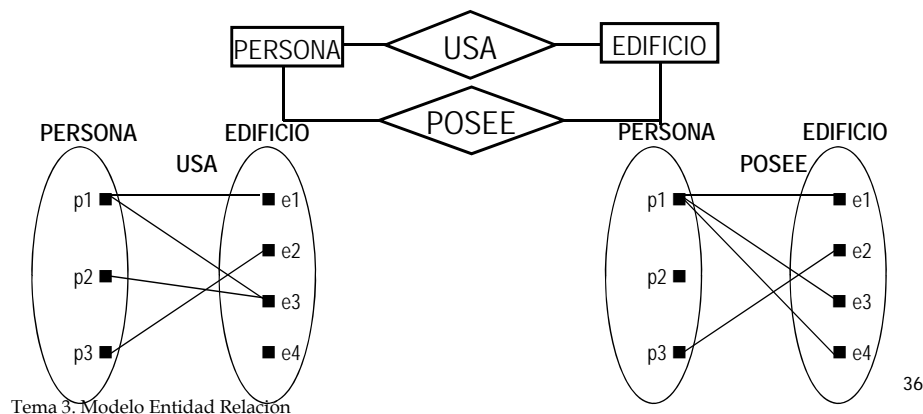 PERSONA USA EDIFICIO
POSEE
PERSONA EDIFICIO
USA
p1 e1
e2
p2
e3
p3 e4
PERSONA EDIFICIO
POSEE
p1 e1
e2
p2
e3
p3 e4
36
Tema 3. Modelo Entidad Relación